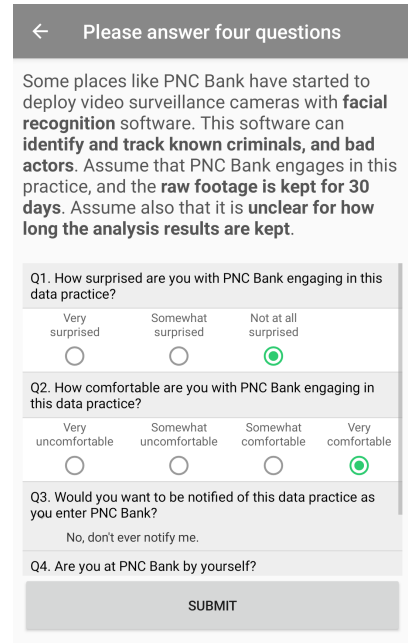 Please answer four questions
Some places like PNC Bank have started to
deploy video surveillance cameras with facial
recognition software. This software can
identify and track known criminals, and bad
actors. Assume that PNC Bank engages in this
practice, and the raw footage is kept for 30
days. Assume also that it is unclear for how
long the analysis results are kept.
Q1. How surprised are you with PNC Bank engaging in this
data practice?
Very Somewhat Not at all
surprised surprised surprised
Q2. How comfortable are you with PNC Bank engaging in
this data practice?
Very Somewhat Somewhat Very
uncomfortable uncomfortable comfortable comfortable
Q3. Would you want to be notified of this data practice as
you enter PNC Bank?
No, don't ever notify me.
Q4. Are you at PNC Bank by yourself?
SUBMIT